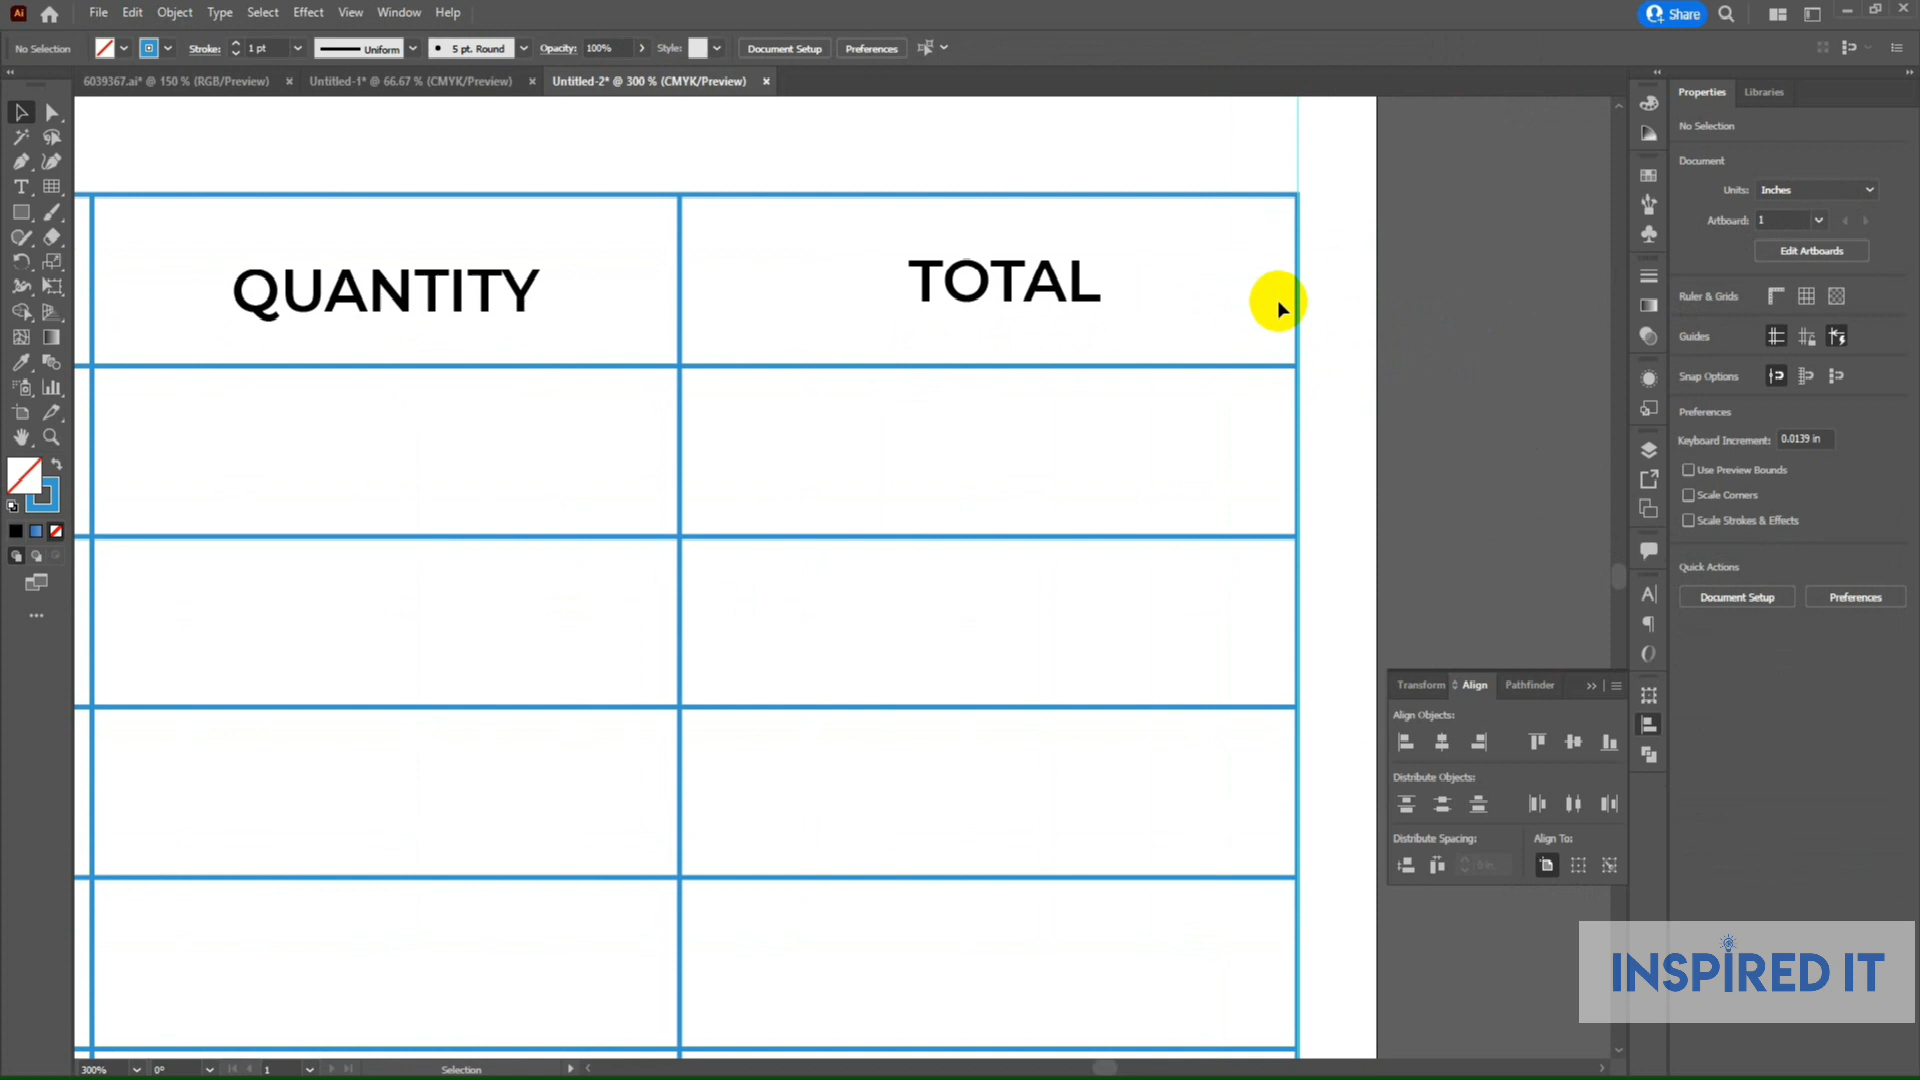 Ai
File Edit Object Type Select Effect View Window Help
Share
No Selection
Stroke: 1 pt
Uniform
5 pt. Round
Opacity: 100%
Style:
Document Setup
Preferences
6039367.ai* @ 150 % (RGB/Preview)
Untitled-1* @ 66.67 % (CMYK/Preview)
Untitled-2* @ 300 % (CMYK/Preview)
Properties Libraries
No Selection
Document
Units: Inches
Artboard: 1
Edit Artboards
QUANTITY TOTAL
Ruler & Grids
Guides
Snap Options
Preferences
Keyboard Increment: 0.0139 in
Use Preview Bounds
Scale Corners
Scale Strokes & Effects
Quick Actions
Document Setup
Preferences
Transform Align Pathfinder
Align Objects:
Distribute Objects:
Distribute Spacing: Align To:
0 in
INSPIRED IT
300% 0° 1 Selection